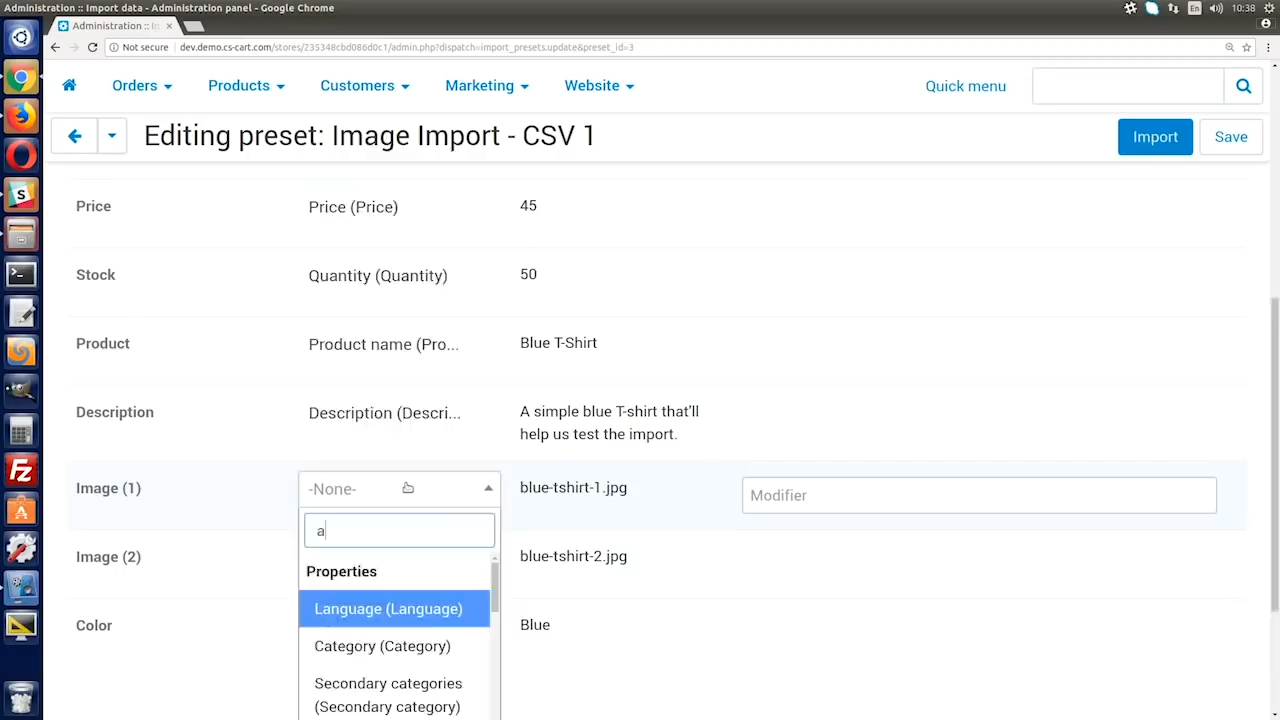 Administration :: Import data - Administration panel - Google Chrome
En
10:38
Administration :: I
Not secure
dev.demo.cs-cart.com/stores/235348cbd086d0c1/admin.php?dispatch=import_presets.update&preset_id=3
Orders
Products
Customers
Marketing
Website
Quick menu
Editing preset: Image Import - CSV 1
Import
Save
Price
Price (Price)
45
Stock
Quantity (Quantity)
50
Product
Product name (Pro...
Blue T-Shirt
Description
Description (Descri...
A simple blue T-shirt that'll
help us test the import.
Image (1)
-None-
blue-tshirt-1.jpg
Modifier
a
Image (2)
blue-tshirt-2.jpg
Properties
Language (Language)
Color
Blue
Category (Category)
Secondary categories
(Secondary category)